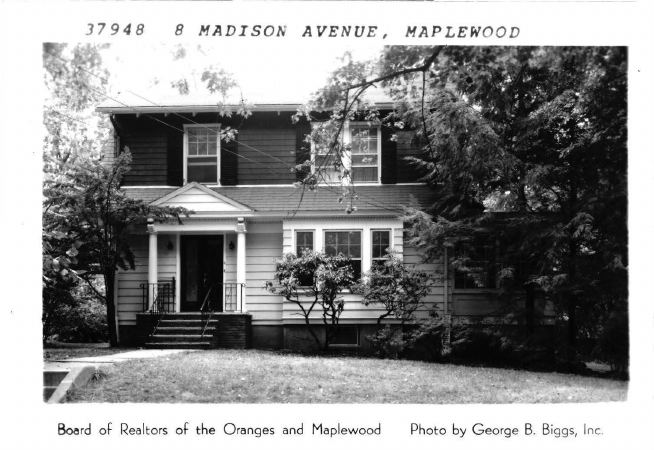 37948 8 MADISON AVENUE, MAPLEWOOD
Board of Realtors of the Oranges and Maplewood Photo by George B. Biggs, Inc.